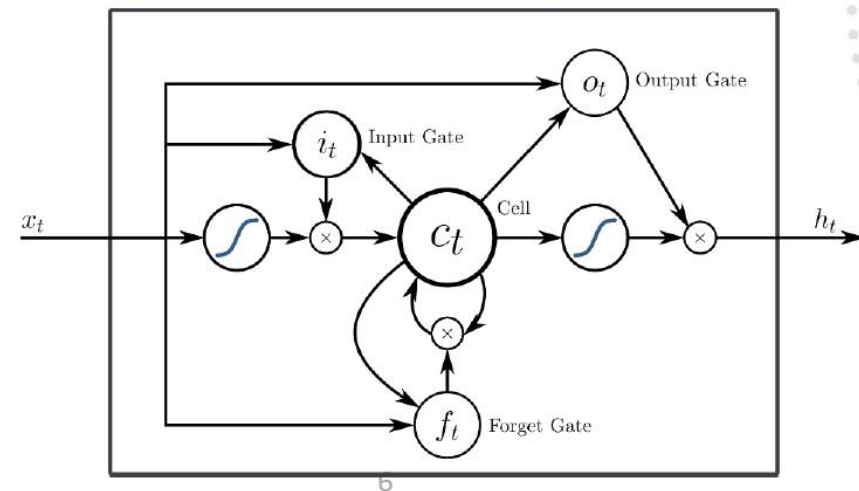 o_t Output Gate
i_t Input Gate
x_t
×
c_t
Cell
×
h_t
×
f_t Forget Gate
6